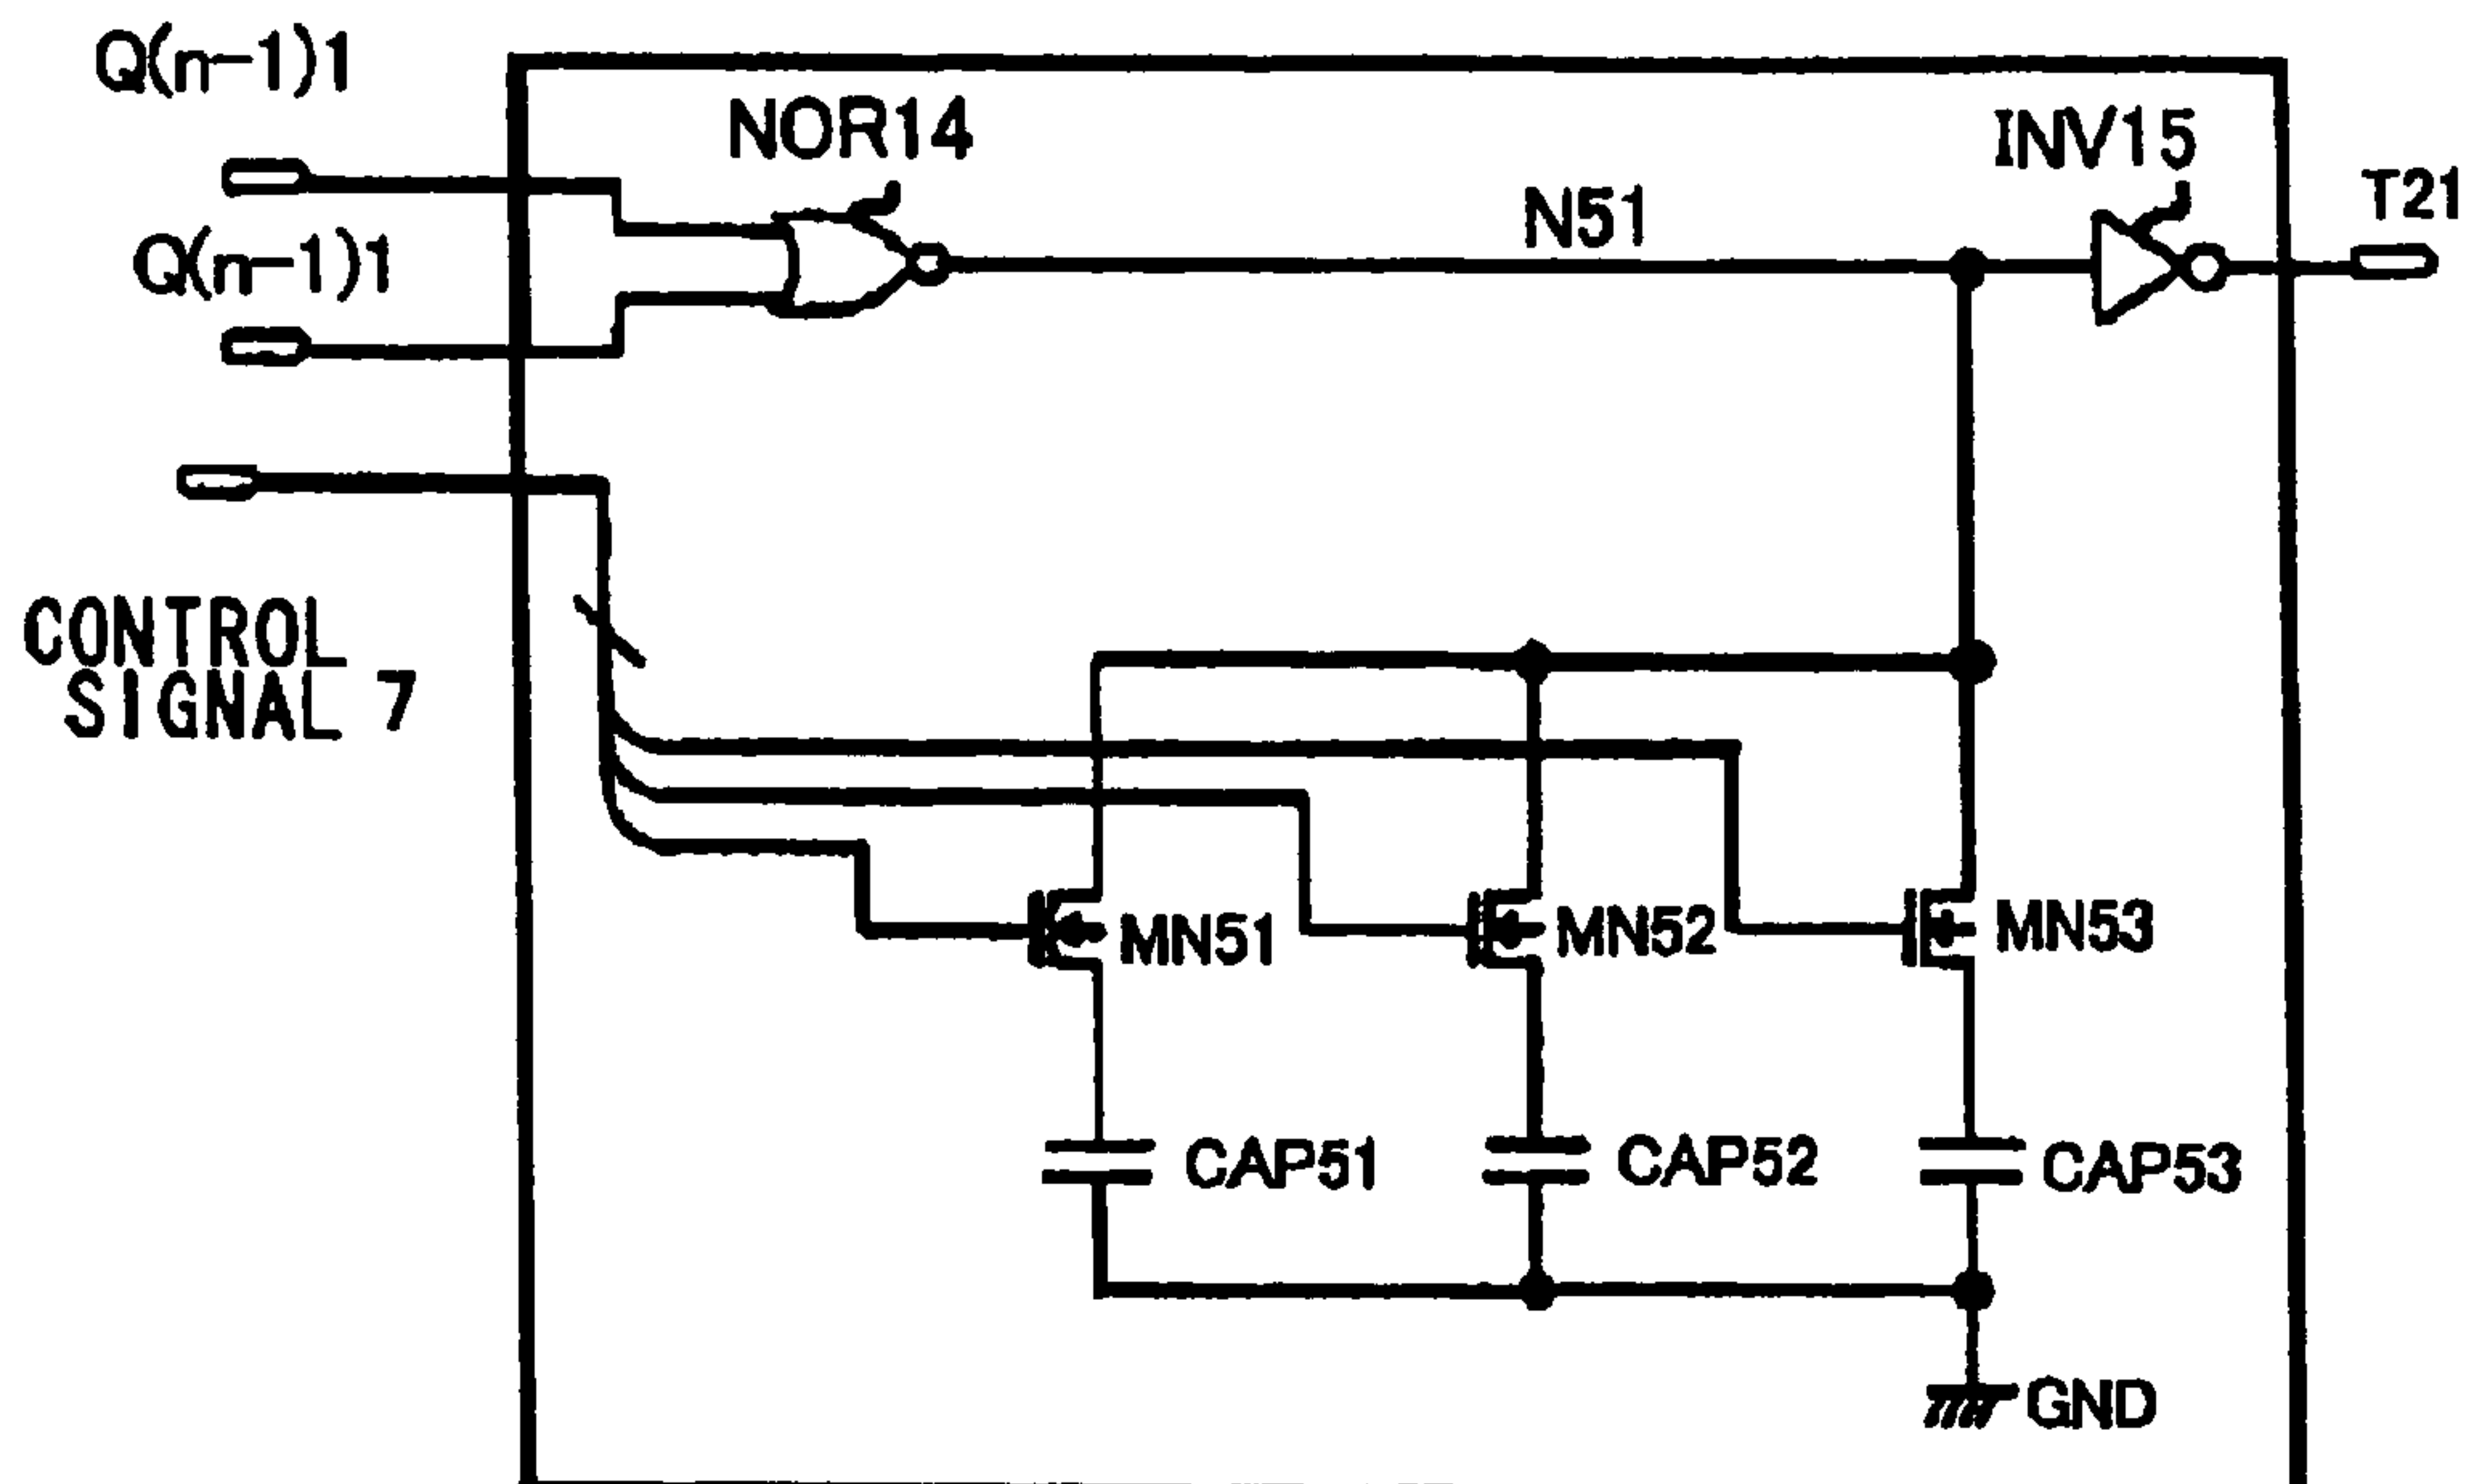 Q(n-1)1
NOR14
INV15
N51
T21
Q(n-1)1
CONTROL
SIGNAL 7
MN51
MN52
MN53
CAP51
CAP52
CAP53
GND